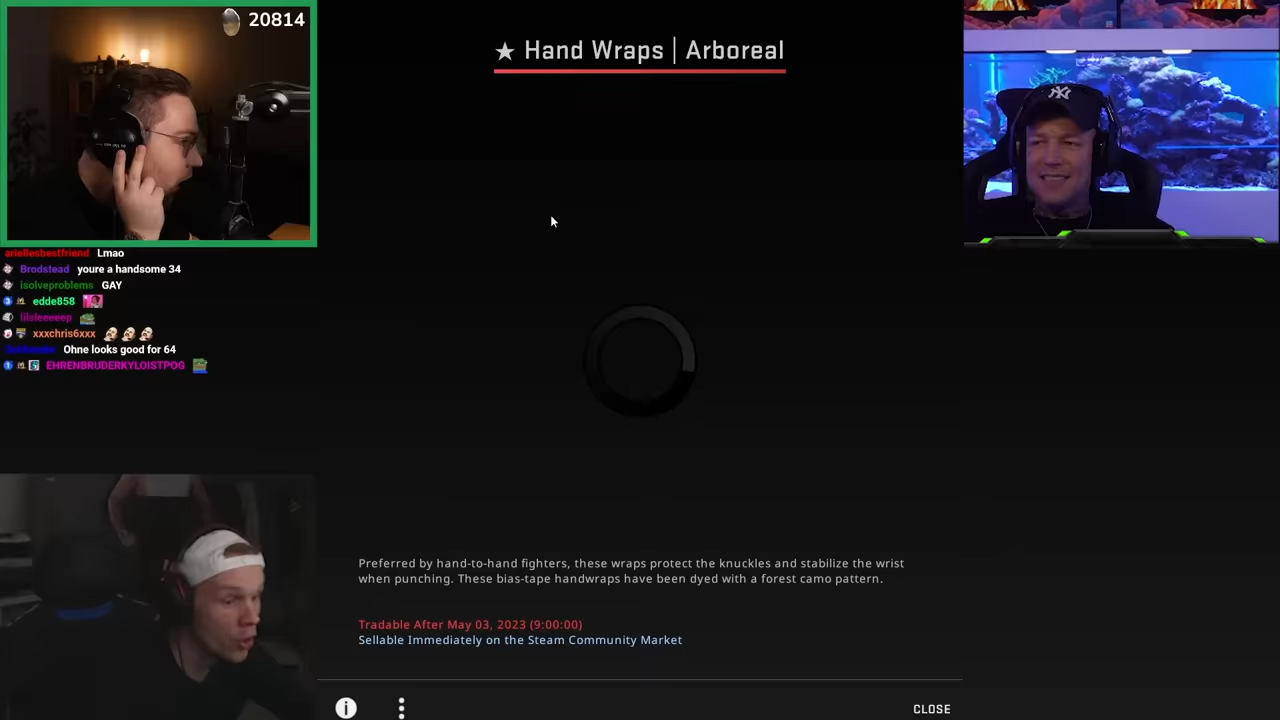 20814
★ Hand Wraps | Arboreal
ariellesbestfriend Lmao
Brodstead youre a handsome 34
isolveproblems GAY
edde858
lilsleeeeep
xxxchris6xxx
Ohne looks good for 64
EHRENBRUDERKYLOISTPOG
Preferred by hand-to-hand fighters, these wraps protect the knuckles and stabilize the wrist
when punching. These bias-tape handwraps have been dyed with a forest camo pattern.
Tradable After May 03, 2023 (9:00:00)
Sellable Immediately on the Steam Community Market
CLOSE